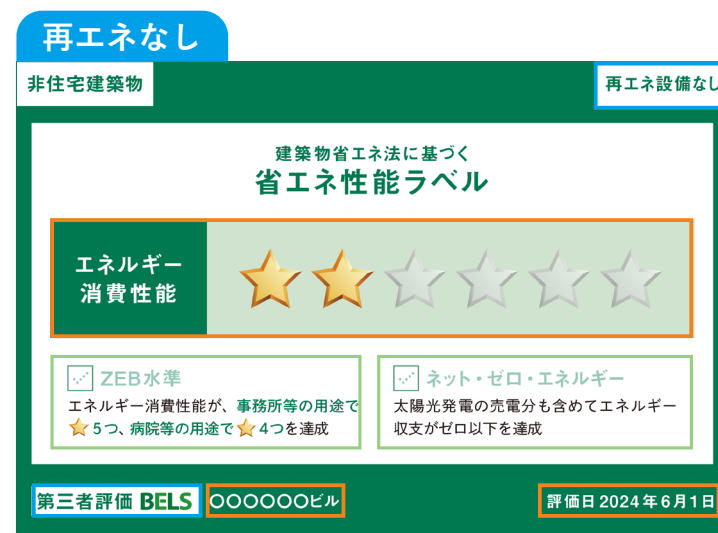 再エネなし
非住宅建築物
再エネ設備なし
建築物省エネ法に基づく
省エネ性能ラベル
エネルギー
消費性能
ZEB水準
エネルギー消費性能が、事務所等の用途で
5つ、病院等の用途で4つを達成
ネット・ゼロ・エネルギー
太陽光発電の売電分も含めてエネルギー
収支がゼロ以下を達成
第三者評価 BELS
〇〇〇〇〇〇ビル
評価日 2024年6月1日